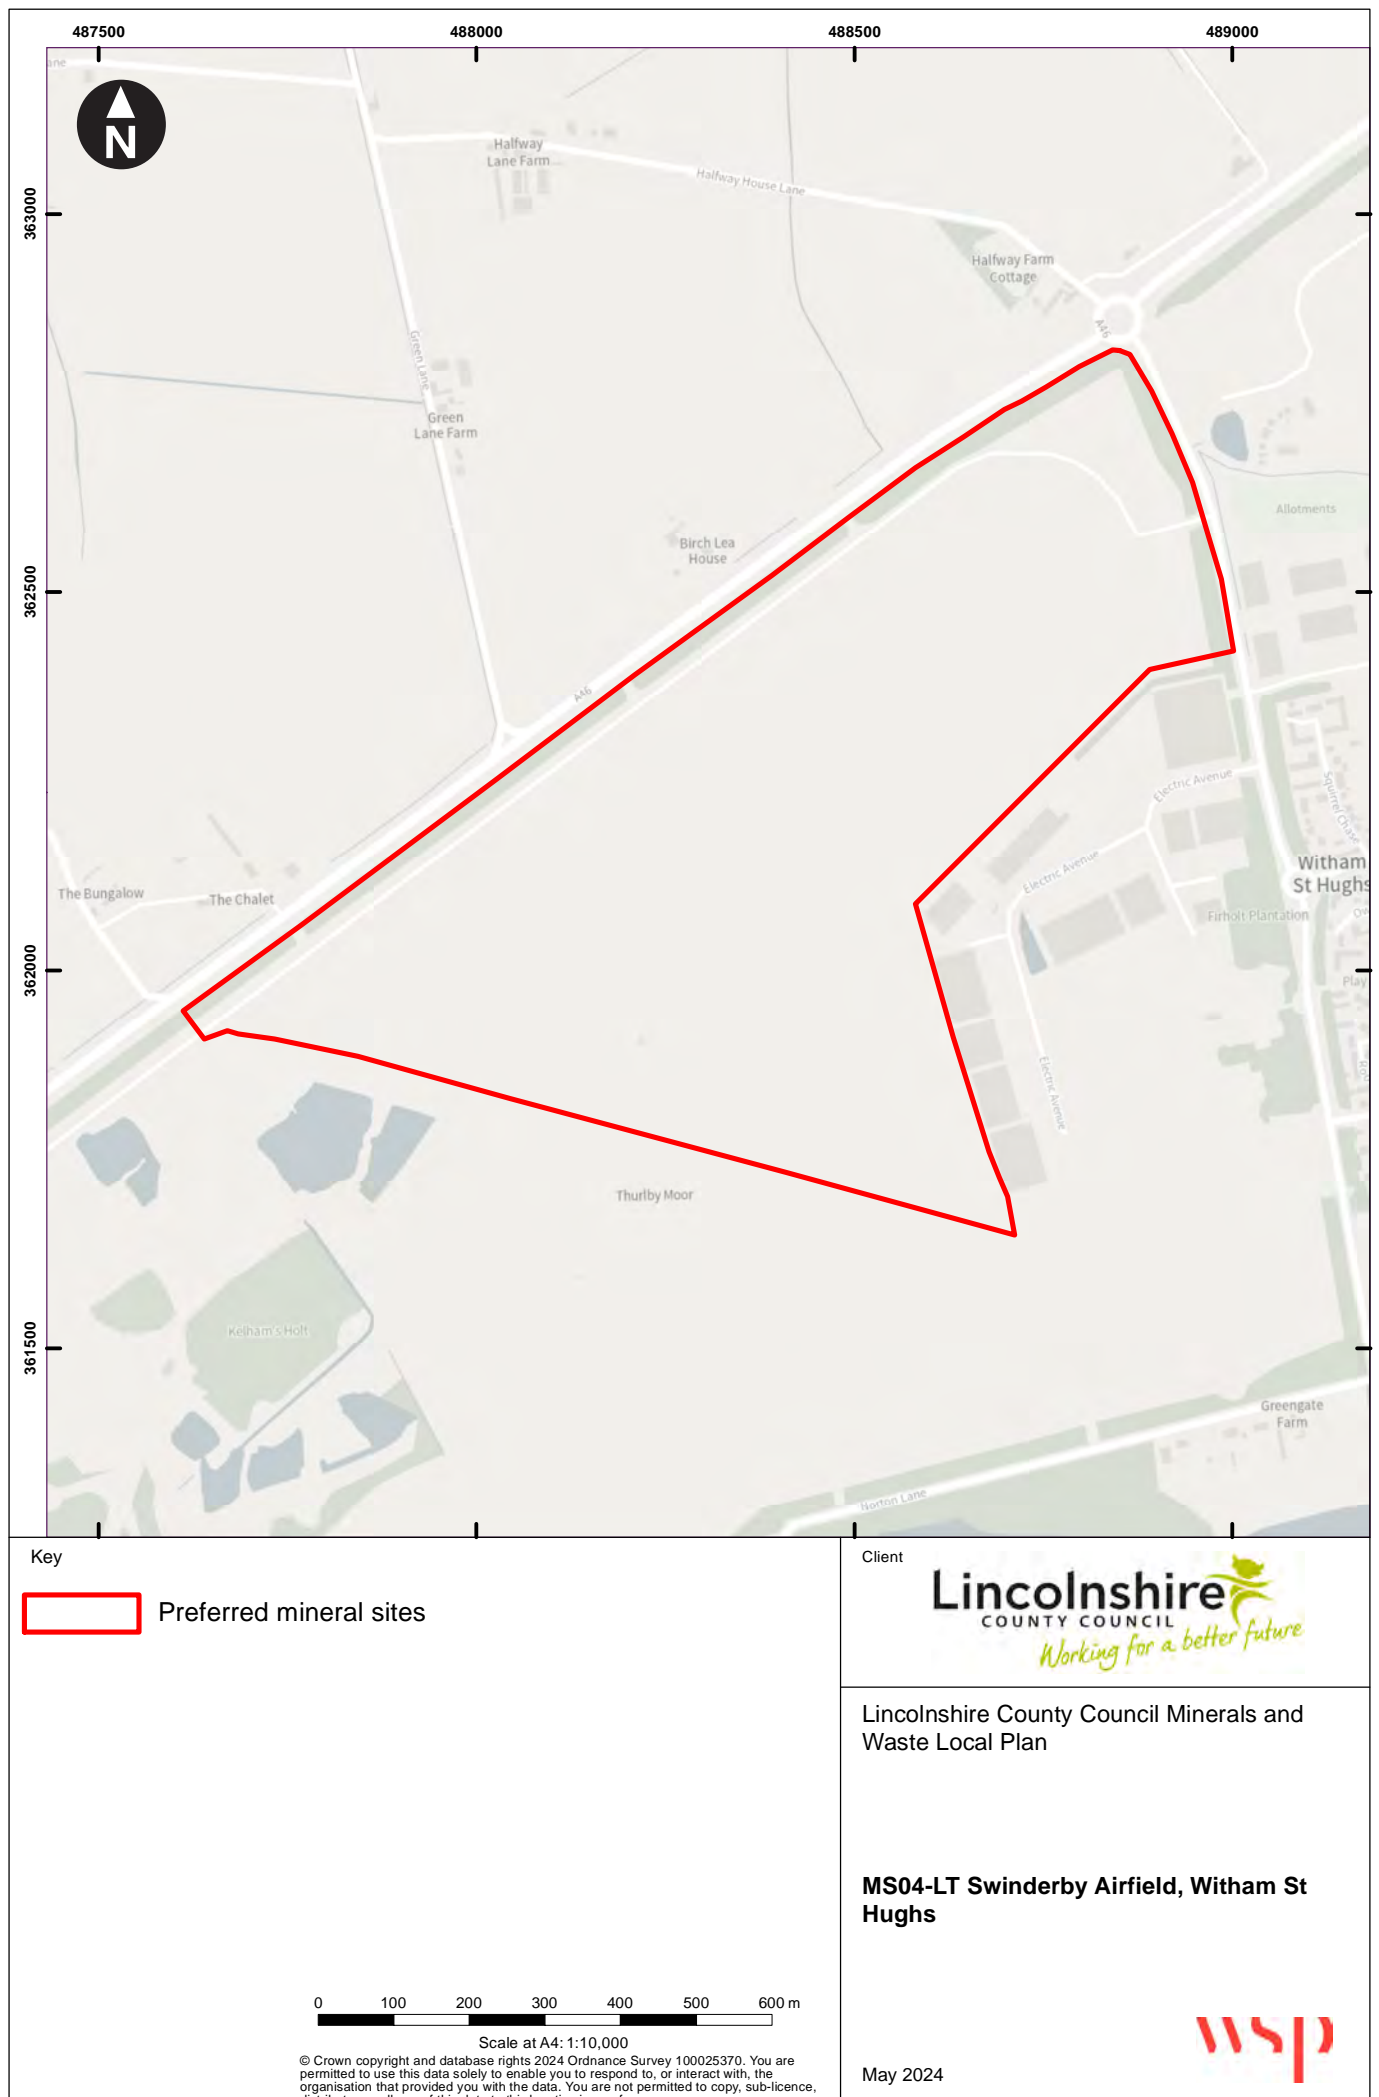 487500
488000
488500
489000
ane
N
363000
362500
362000
361500
Halfway
Lane Farm
Halfway House Lane
Halfway Farm
Cottage
A46
Green Lane
Green
Lane Farm
Birch Lea
House
Allotments
A46
Electric Avenue
Squirrel Chase
Electric Avenue
Witham
St Hughs
The Bungalow
The Chalet
Firholt Plantation
Play
Electric Avenue
Thurlby Moor
Kelham's Holt
Greengate
Farm
Norton Lane
Key
Preferred mineral sites
Client
Lincolnshire
COUNTY COUNCIL
Working for a better future
Lincolnshire County Council Minerals and
Waste Local Plan
MS04-LT Swinderby Airfield, Witham St
Hughs
0 100 200 300 400 500 600 m
Scale at A4: 1:10,000
© Crown copyright and database rights 2024 Ordnance Survey 100025370. You are
permitted to use this data solely to enable you to respond to, or interact with, the
organisation that provided you with the data. You are not permitted to copy, sub-licence,
May 2024
wsp